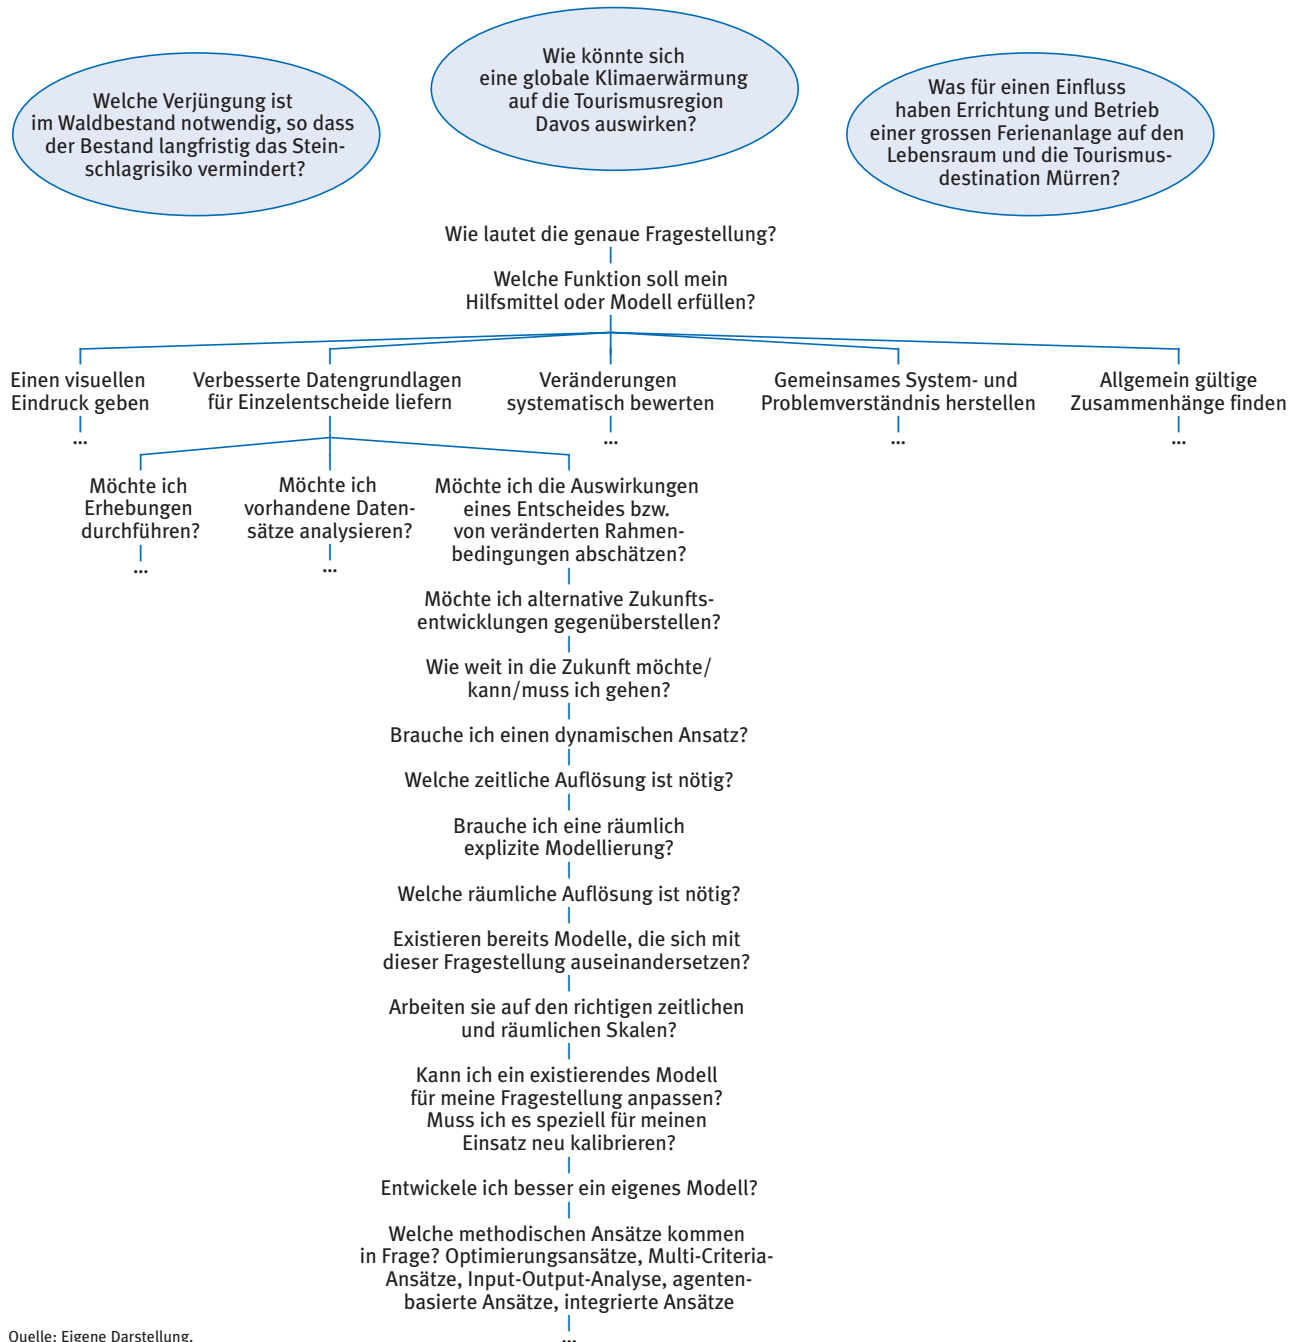 Welche Verjüngung ist
im Waldbestand notwendig, so dass
der Bestand langfristig das Stein-
schlagrisiko vermindert?
Wie könnte sich
eine globale Klimaerwärmung
auf die Tourismusregion
Davos auswirken?
Was für einen Einfluss
haben Errichtung und Betrieb
einer grossen Ferienanlage auf den
Lebensraum und die Tourismus-
destination Mürren?
Wie lautet die genaue Fragestellung?
Welche Funktion soll mein
Hilfsmittel oder Modell erfüllen?
Einen visuellen
Eindruck geben
...
Verbesserte Datengrundlagen
für Einzelentscheide liefern
Veränderungen
systematisch bewerten
...
Gemeinsames System- und
Problemverständnis herstellen
...
Allgemein gültige
Zusammenhänge finden
...
Möchte ich
Erhebungen
durchführen?
...
Möchte ich
vorhandene Daten-
sätze analysieren?
...
Möchte ich die Auswirkungen
eines Entscheides bzw.
von veränderten Rahmen-
bedingungen abschätzen?
Möchte ich alternative Zukunfts-
entwicklungen gegenüberstellen?
Wie weit in die Zukunft möchte/
kann/muss ich gehen?
Brauche ich einen dynamischen Ansatz?
Welche zeitliche Auflösung ist nötig?
Brauche ich eine räumlich
explizite Modellierung?
Welche räumliche Auflösung ist nötig?
Existieren bereits Modelle, die sich mit
dieser Fragestellung auseinandersetzen?
Arbeiten sie auf den richtigen zeitlichen
und räumlichen Skalen?
Kann ich ein existierendes Modell
für meine Fragestellung anpassen?
Muss ich es speziell für meinen
Einsatz neu kalibrieren?
Entwickele ich besser ein eigenes Modell?
Welche methodischen Ansätze kommen
in Frage? Optimierungsansätze, Multi-Criteria-
Ansätze, Input-Output-Analyse, agenten-
basierte Ansätze, integrierte Ansätze
...
Quelle: Eigene Darstellung.